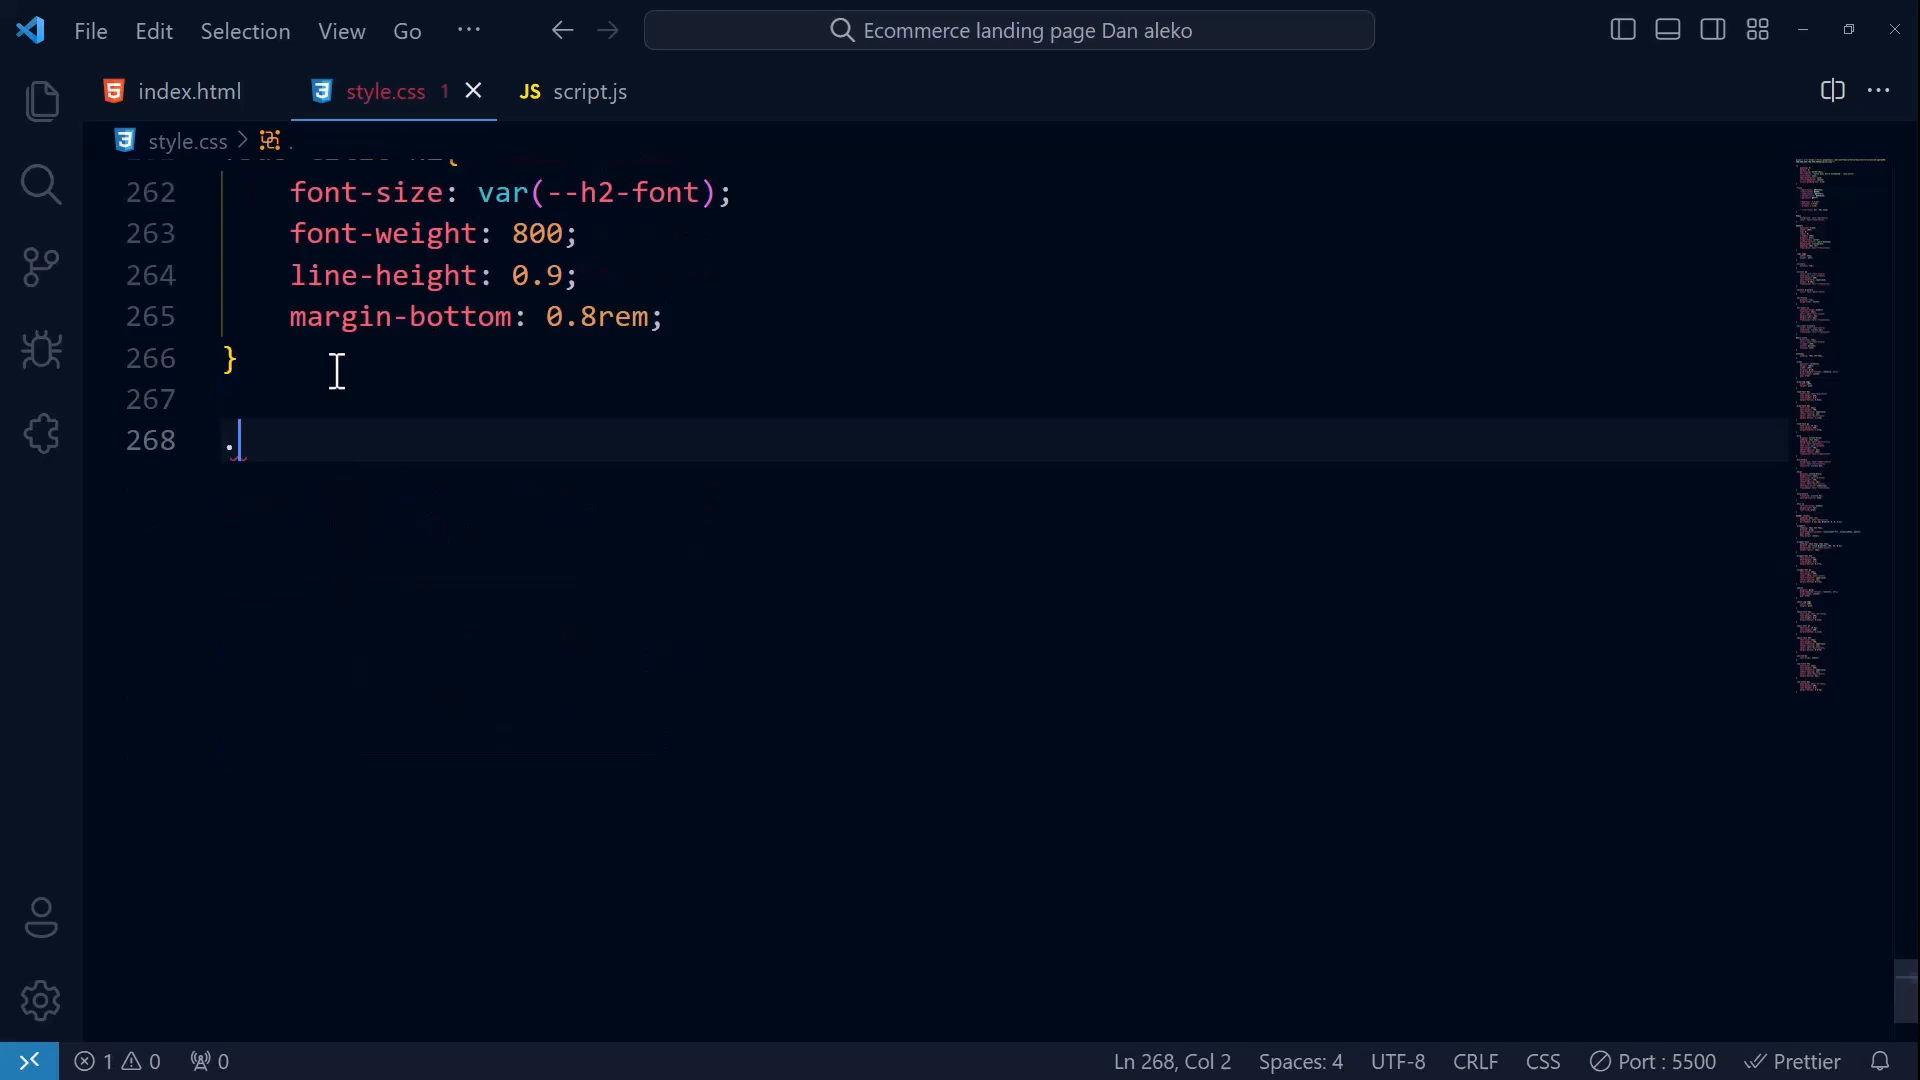 File Edit Selection View Go ··· Ecommerce landing page Dan aleko
index.html style.css 1 JS script.js
style.css > .
262 font-size: var(--h2-font);
263 font-weight: 800;
264 line-height: 0.9;
265 margin-bottom: 0.8rem;
266 }
267
268 .
1 0 0 Ln 268, Col 2 Spaces: 4 UTF-8 CRLF CSS Port : 5500 Prettier